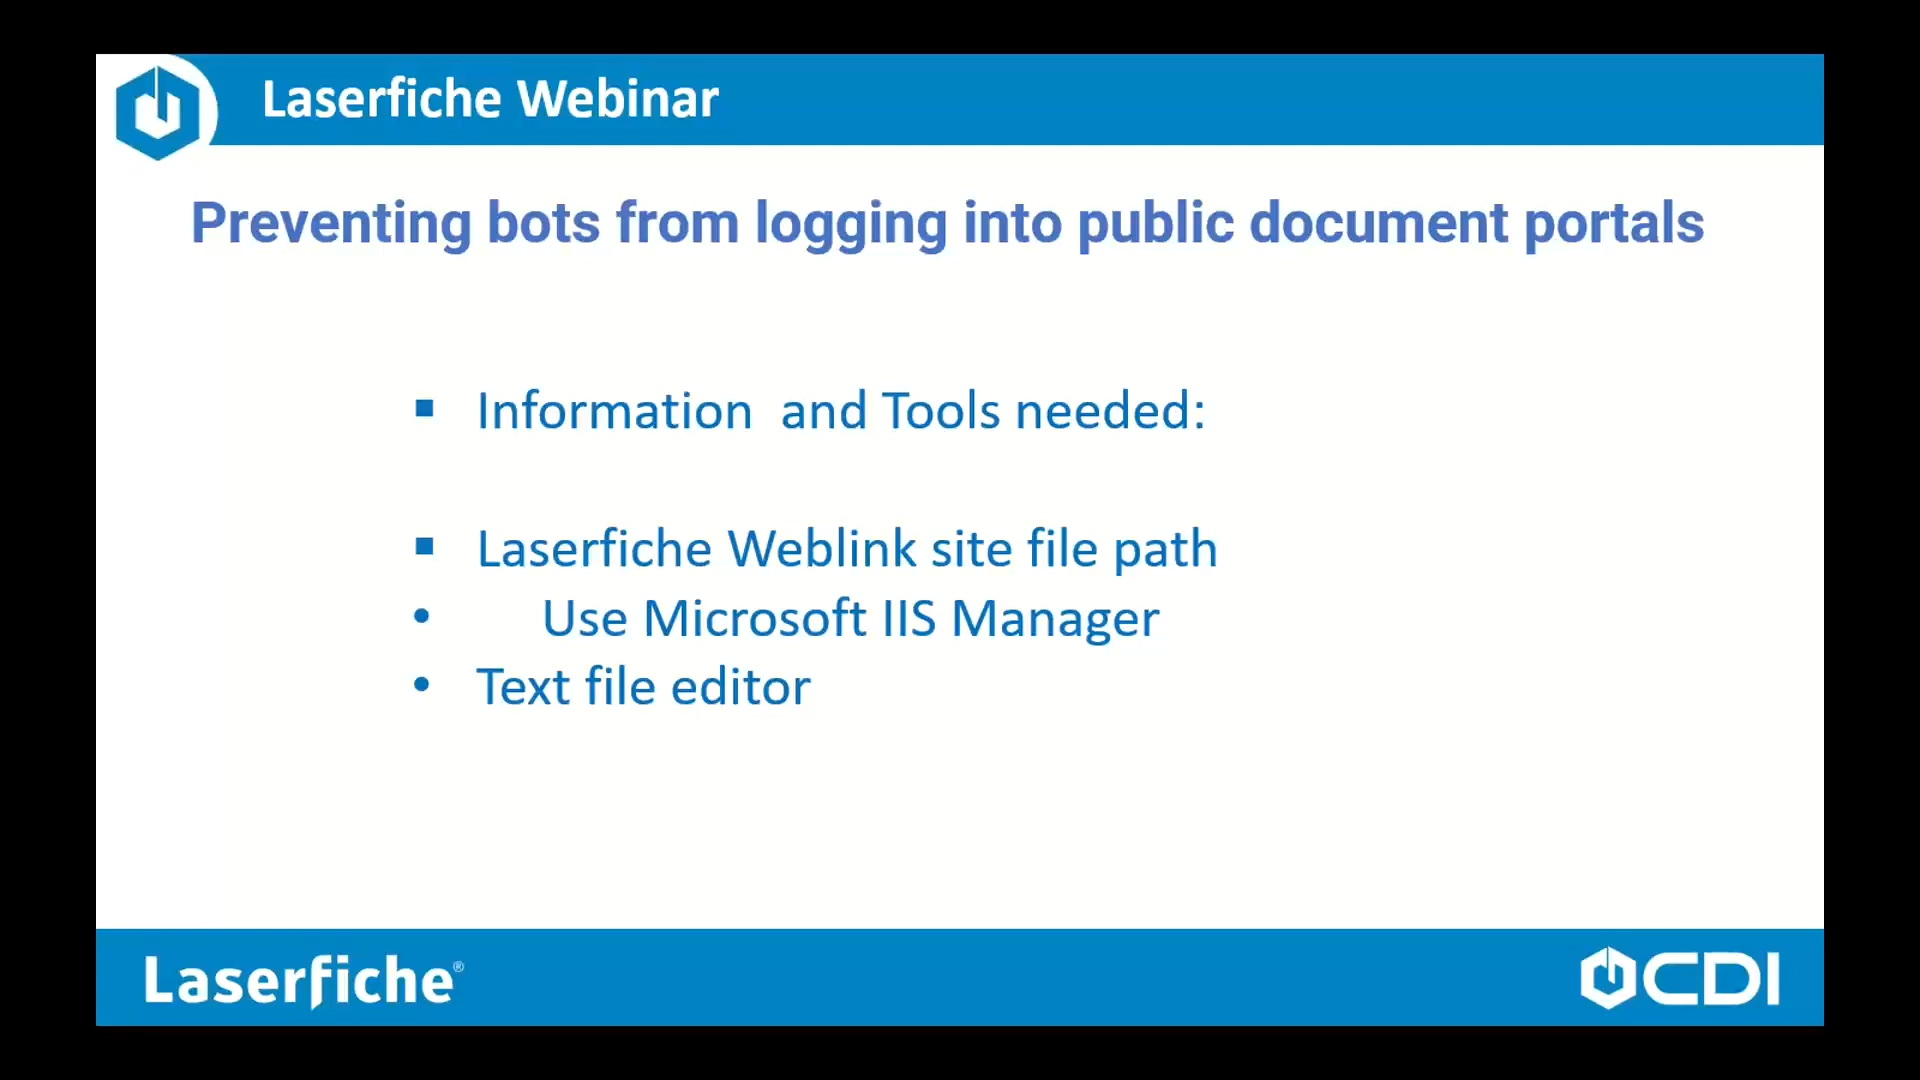 Laserfiche Webinar
Preventing bots from logging into public document portals
▪ Information  and Tools needed:
▪ Laserfiche Weblink site file path
• Use Microsoft IIS Manager
• Text file editor
Laserfiche®
CDI